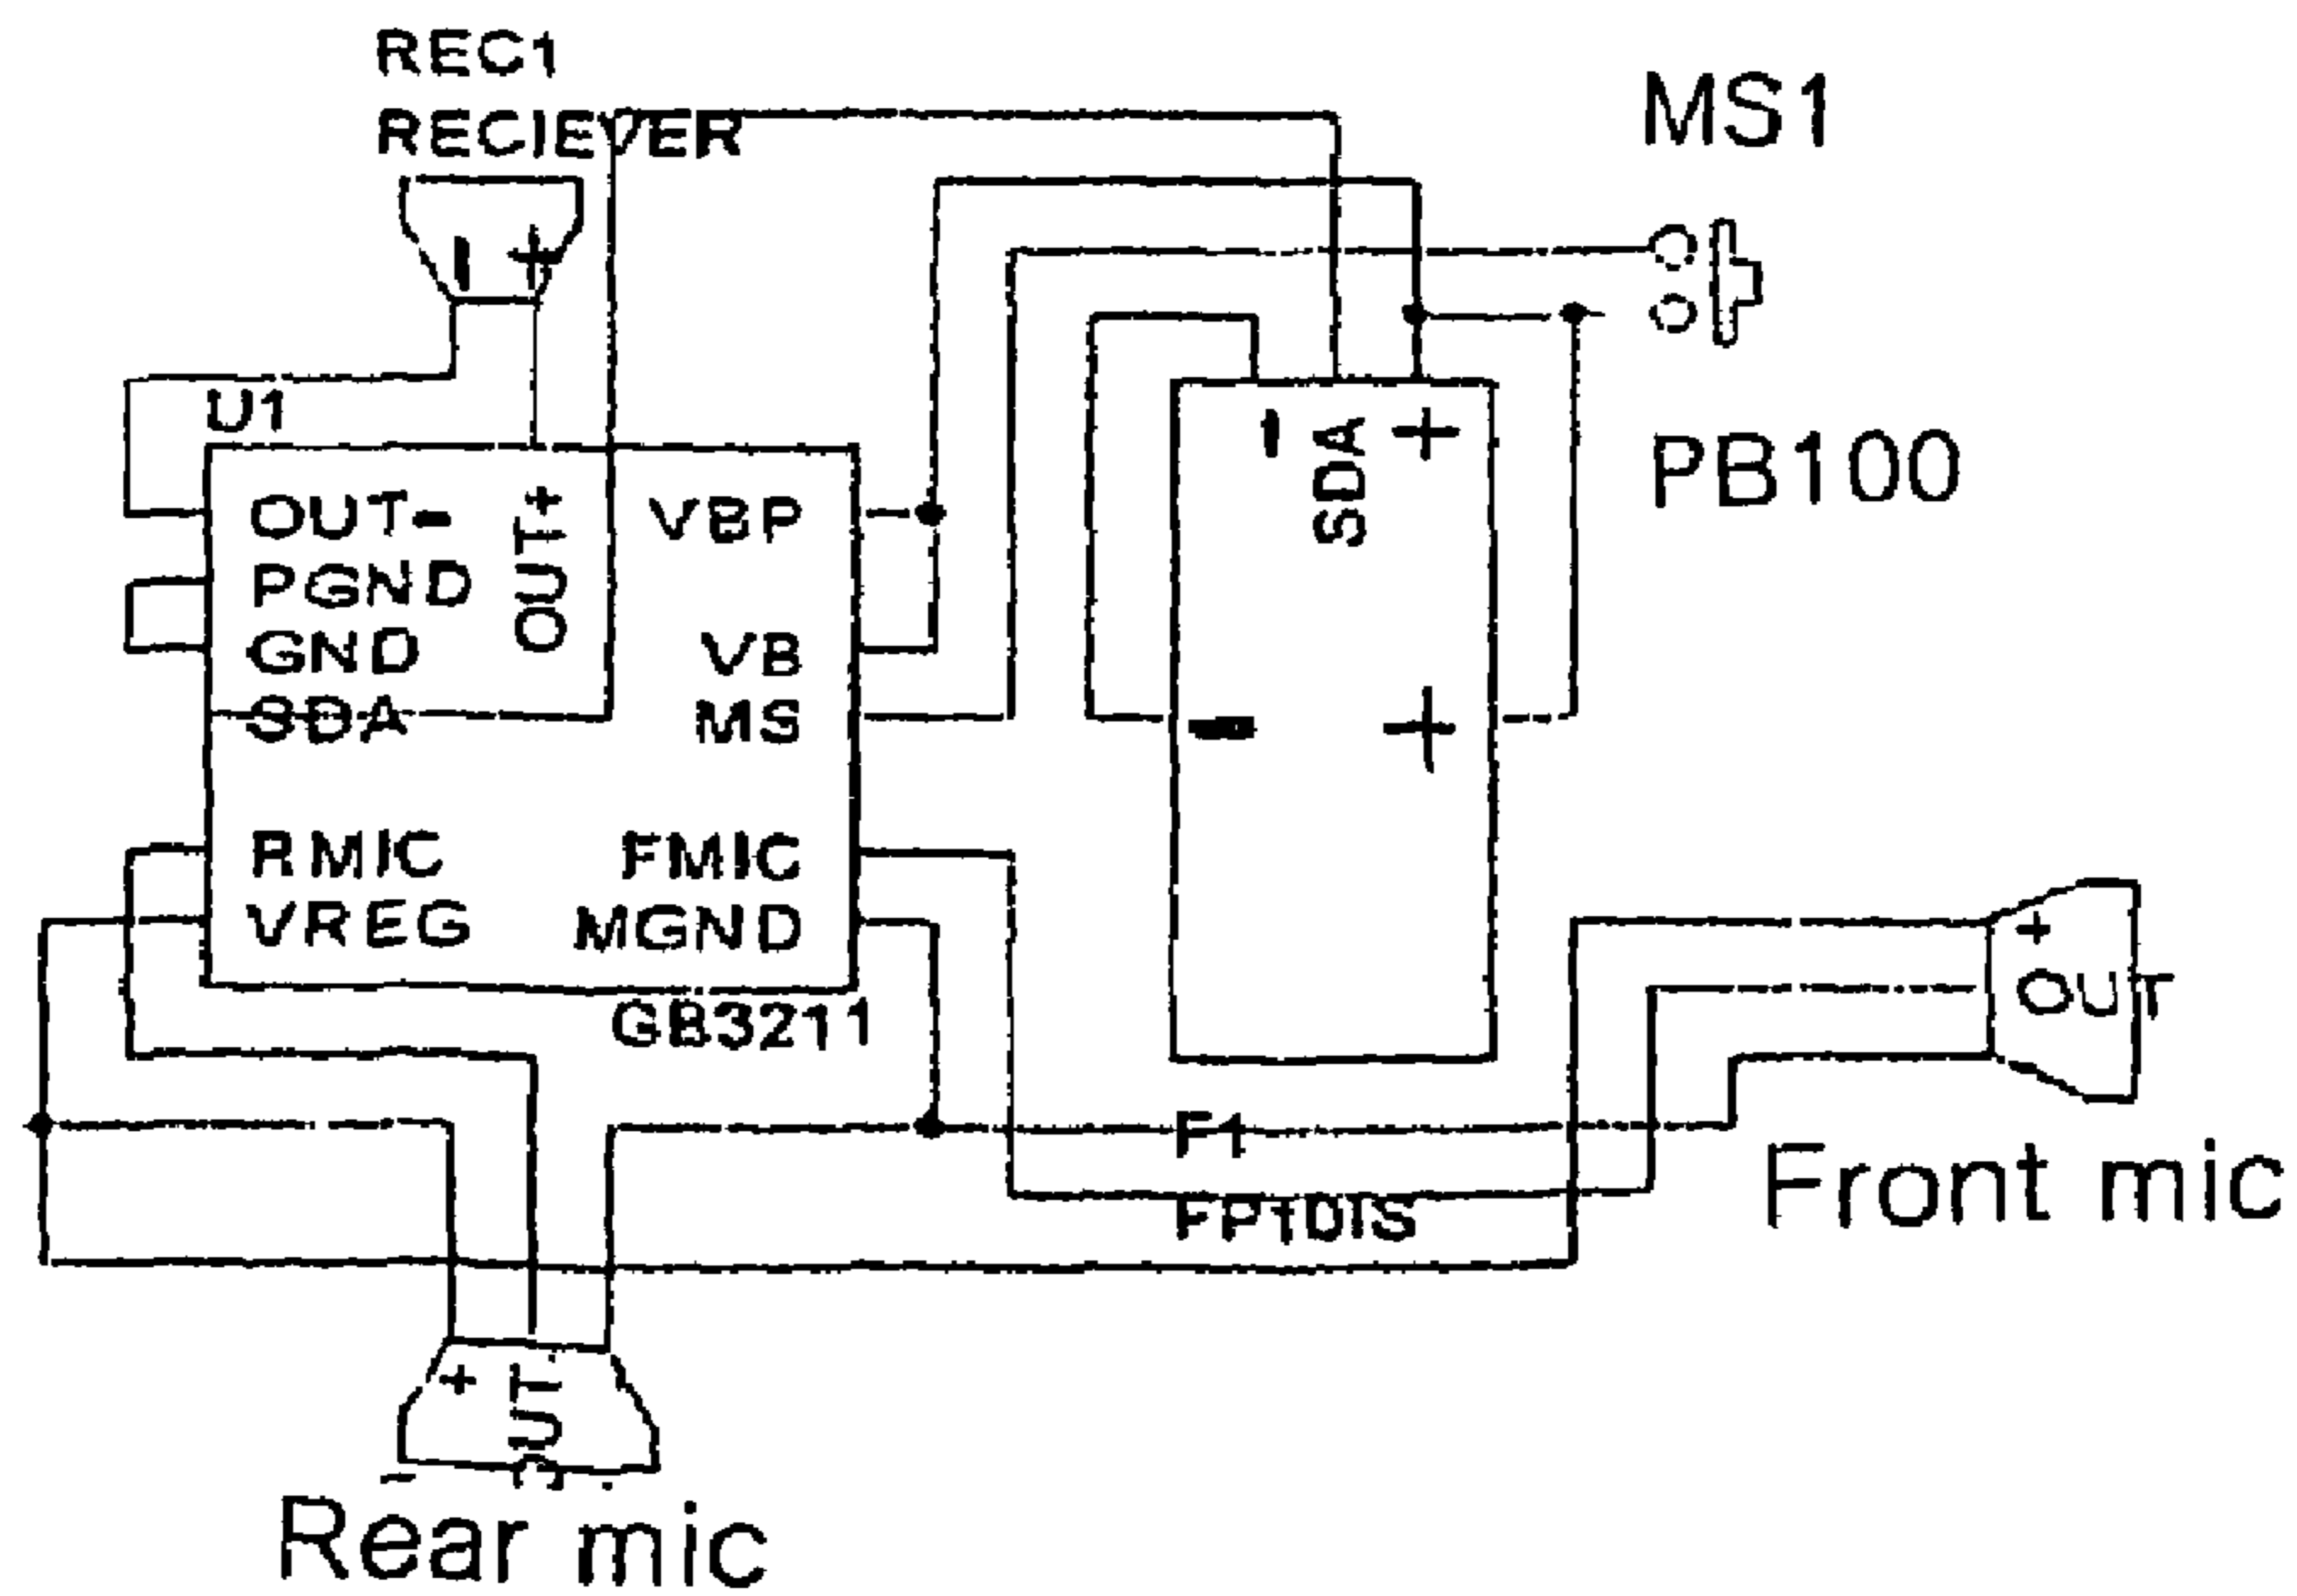 REC1
RECIEVER
MS1
PB100
U1
- +
OUT-
PGND
GND
SDA
RMIC
VREG
OUT+
VBP
VB
MS
FMIC
MGND
GB3211
- SDA +
- +
+
OUT
Front mic
F1
FP1DIS
+
OUT
Rear mic